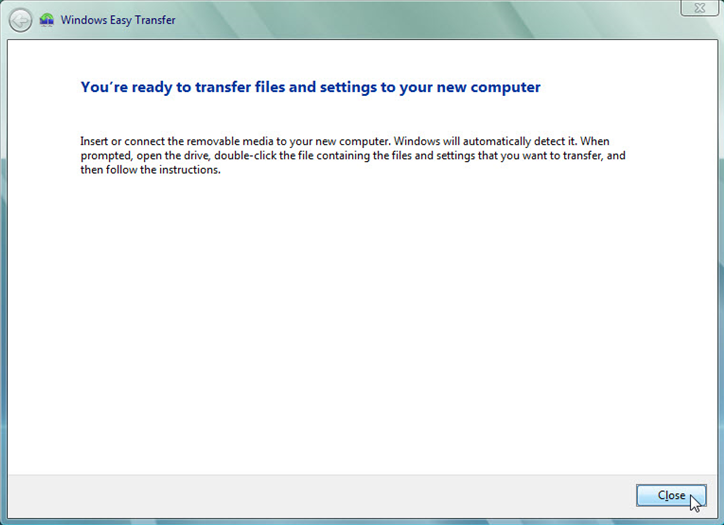 Windows Easy Transfer
You're ready to transfer files and settings to your new computer
Insert or connect the removable media to your new computer. Windows will automatically detect it. When
prompted, open the drive, double-click the file containing the files and settings that you want to transfer, and
then follow the instructions.
Close